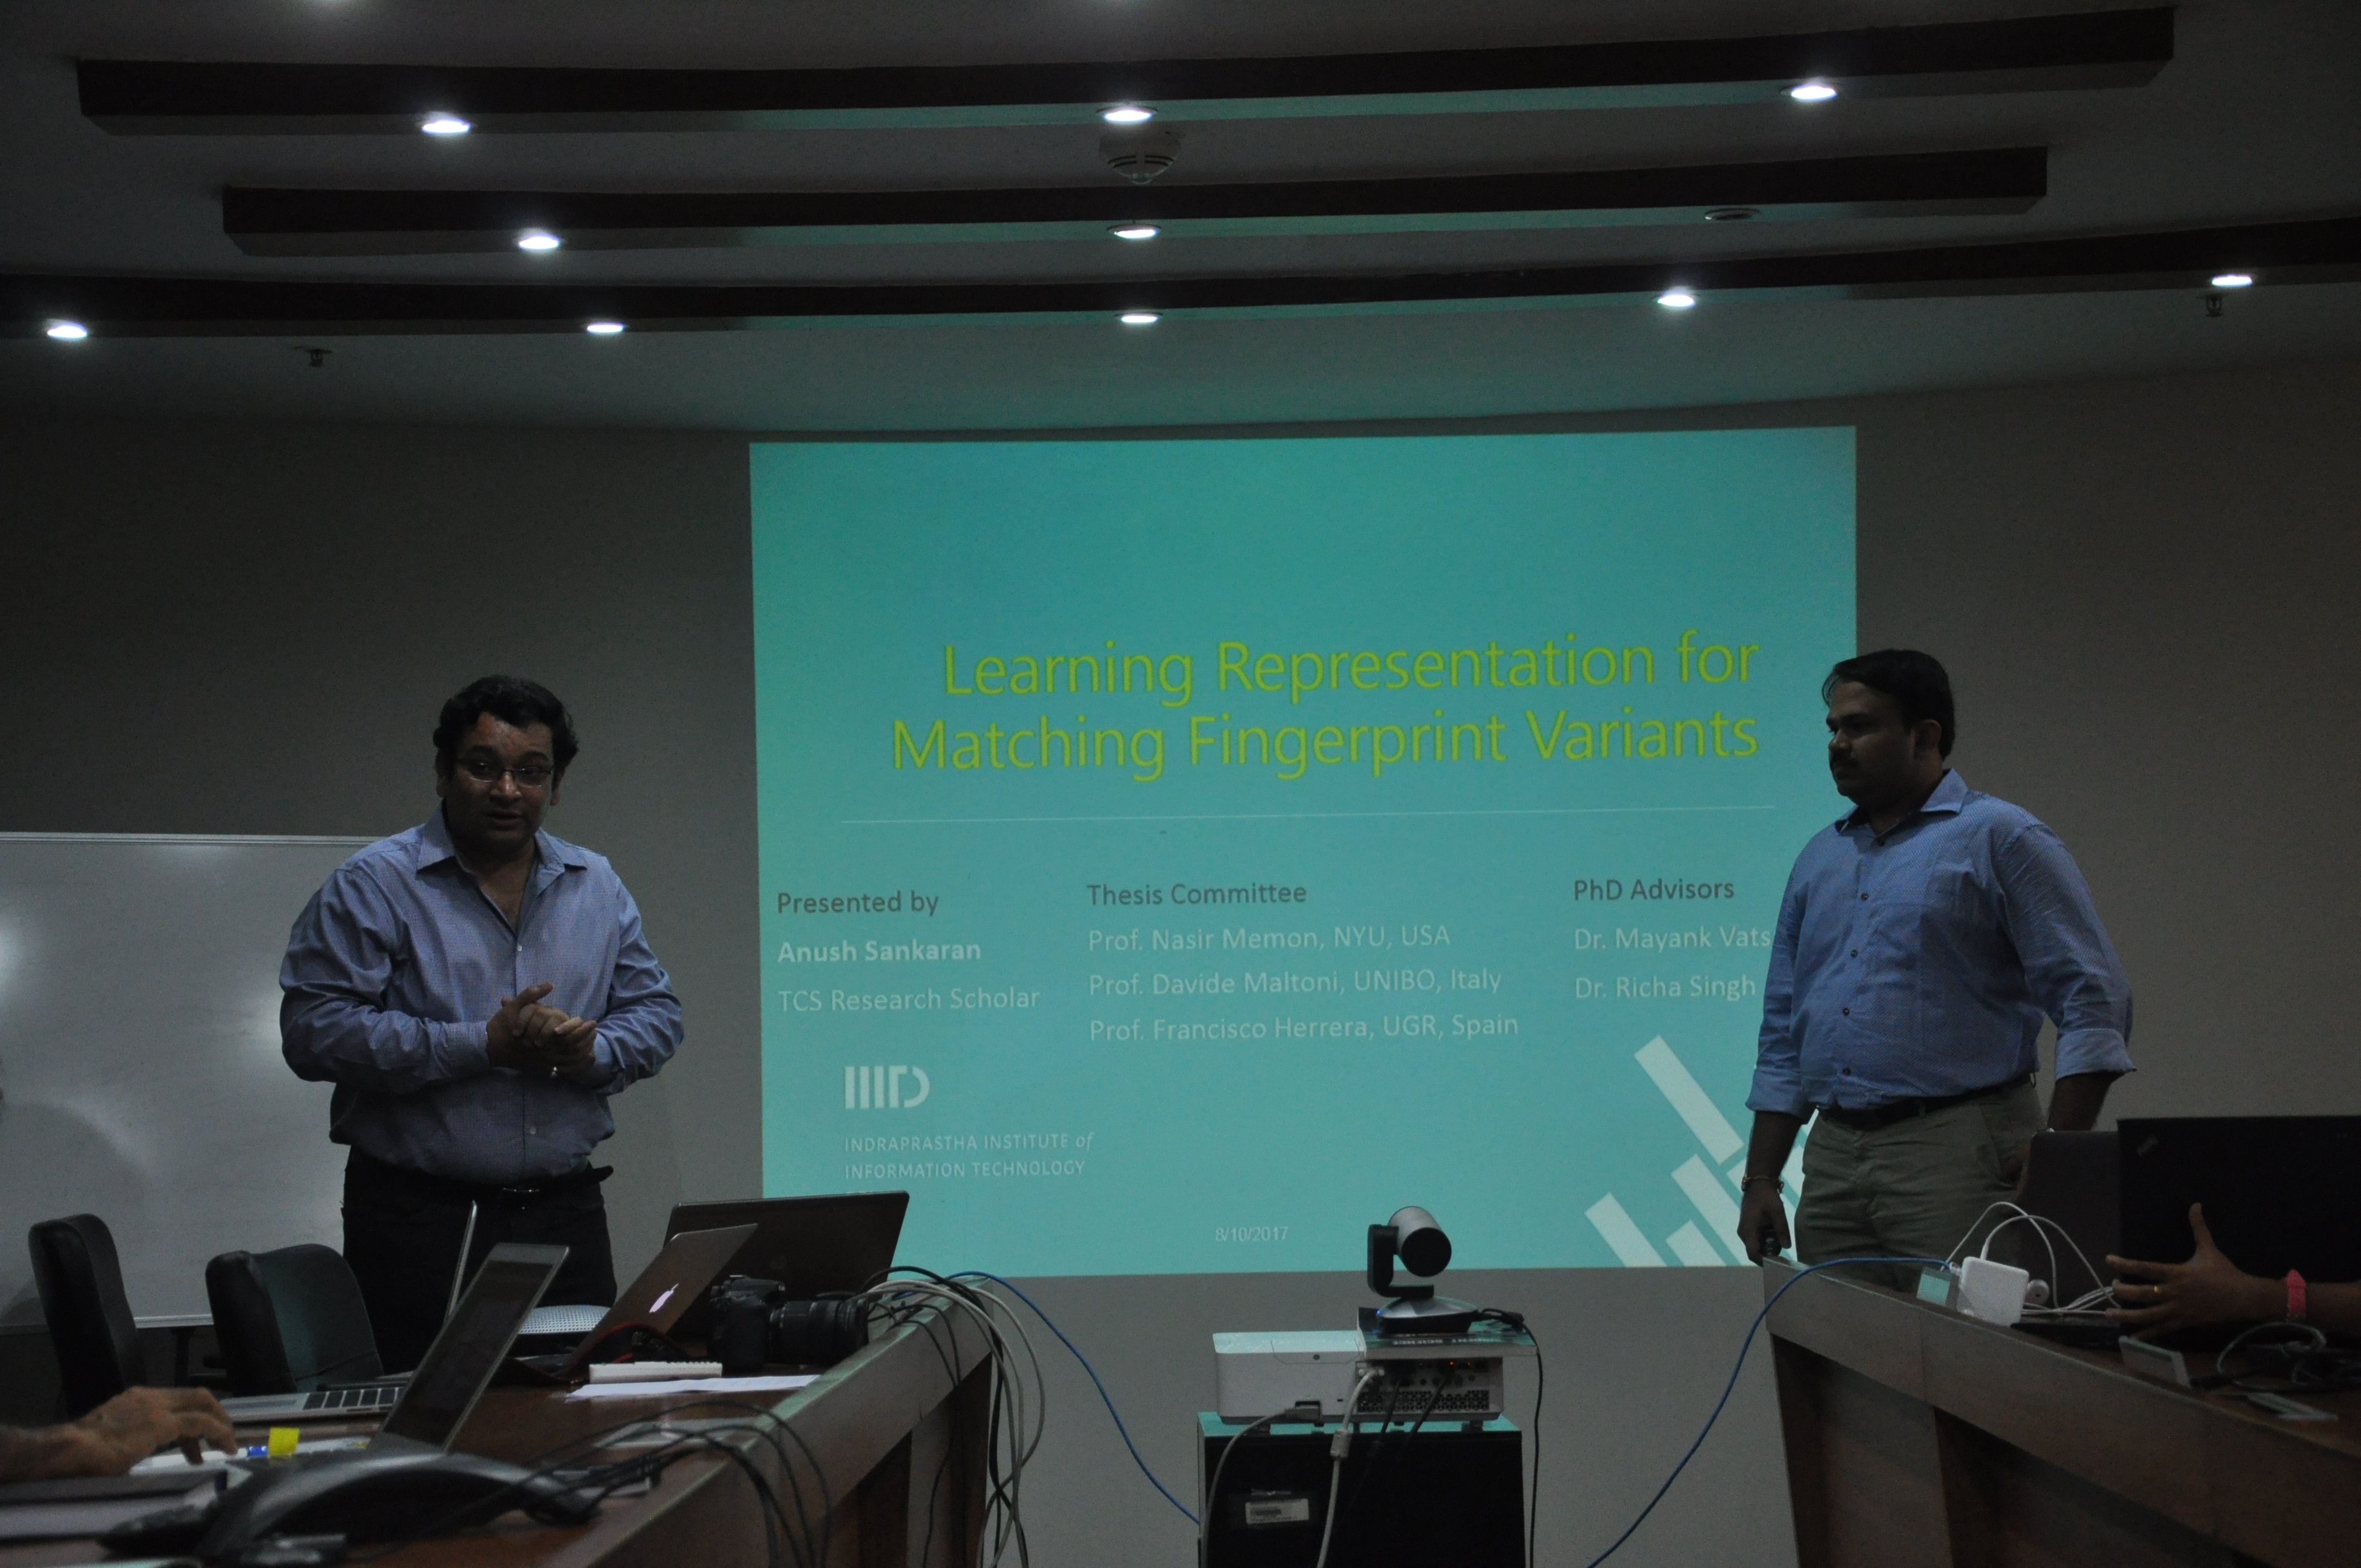 Learning Representation for
Matching Fingerprint Variants
Presented by
Anush Sankaran
TCS Research Scholar
Thesis Committee
Prof. Nasir Memon, NYU, USA
Prof. Davide Maltoni, UNIBO, Italy
Prof. Francisco Herrera, UGR, Spain
PhD Advisors
Dr. Mayank Vats
Dr. Richa Singh
IIITD
INDRAPRASTHA INSTITUTE of
INFORMATION TECHNOLOGY
8/10/2017